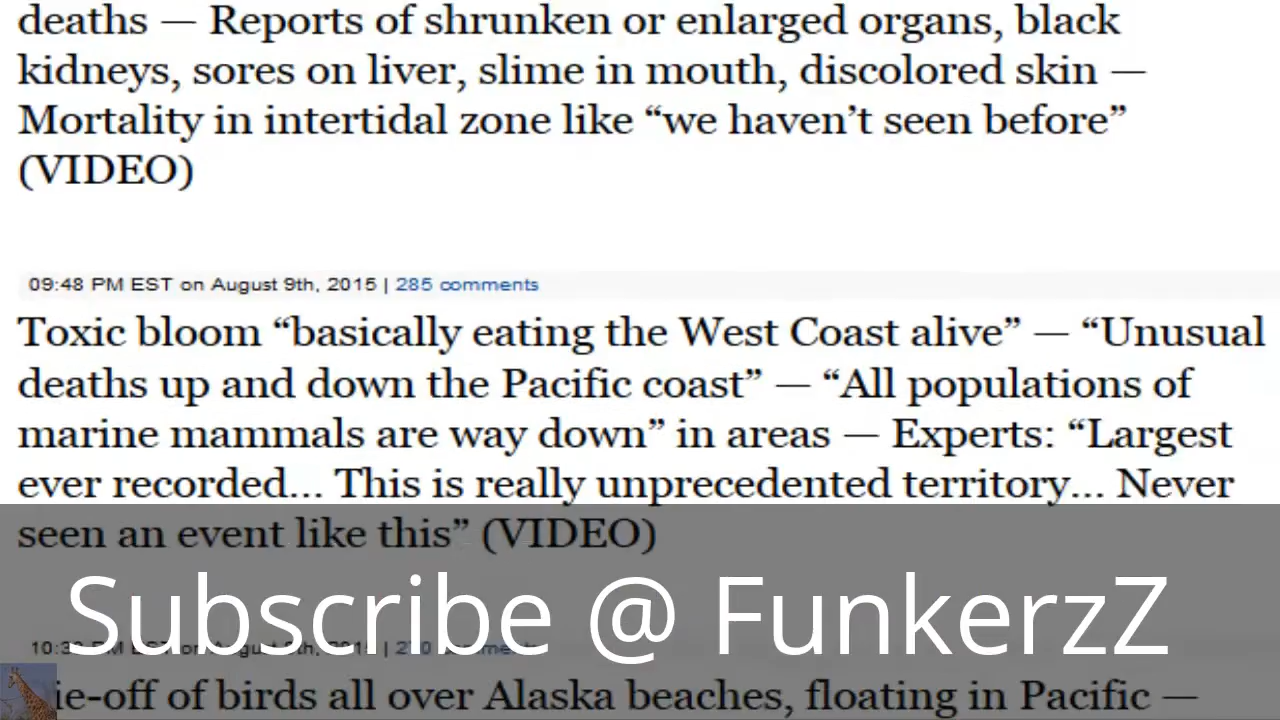 deaths — Reports of shrunken or enlarged organs, black
kidneys, sores on liver, slime in mouth, discolored skin —
Mortality in intertidal zone like “we haven’t seen before”
(VIDEO)
09:48 PM EST on August 9th, 2015 | 285 comments
Toxic bloom “basically eating the West Coast alive” — “Unusual
deaths up and down the Pacific coast” — “All populations of
marine mammals are way down” in areas — Experts: “Largest
ever recorded... This is really unprecedented territory... Never
seen an event like this” (VIDEO)
Subscribe @ FunkerzZ
ie-off of birds all over Alaska beaches, floating in Pacific —